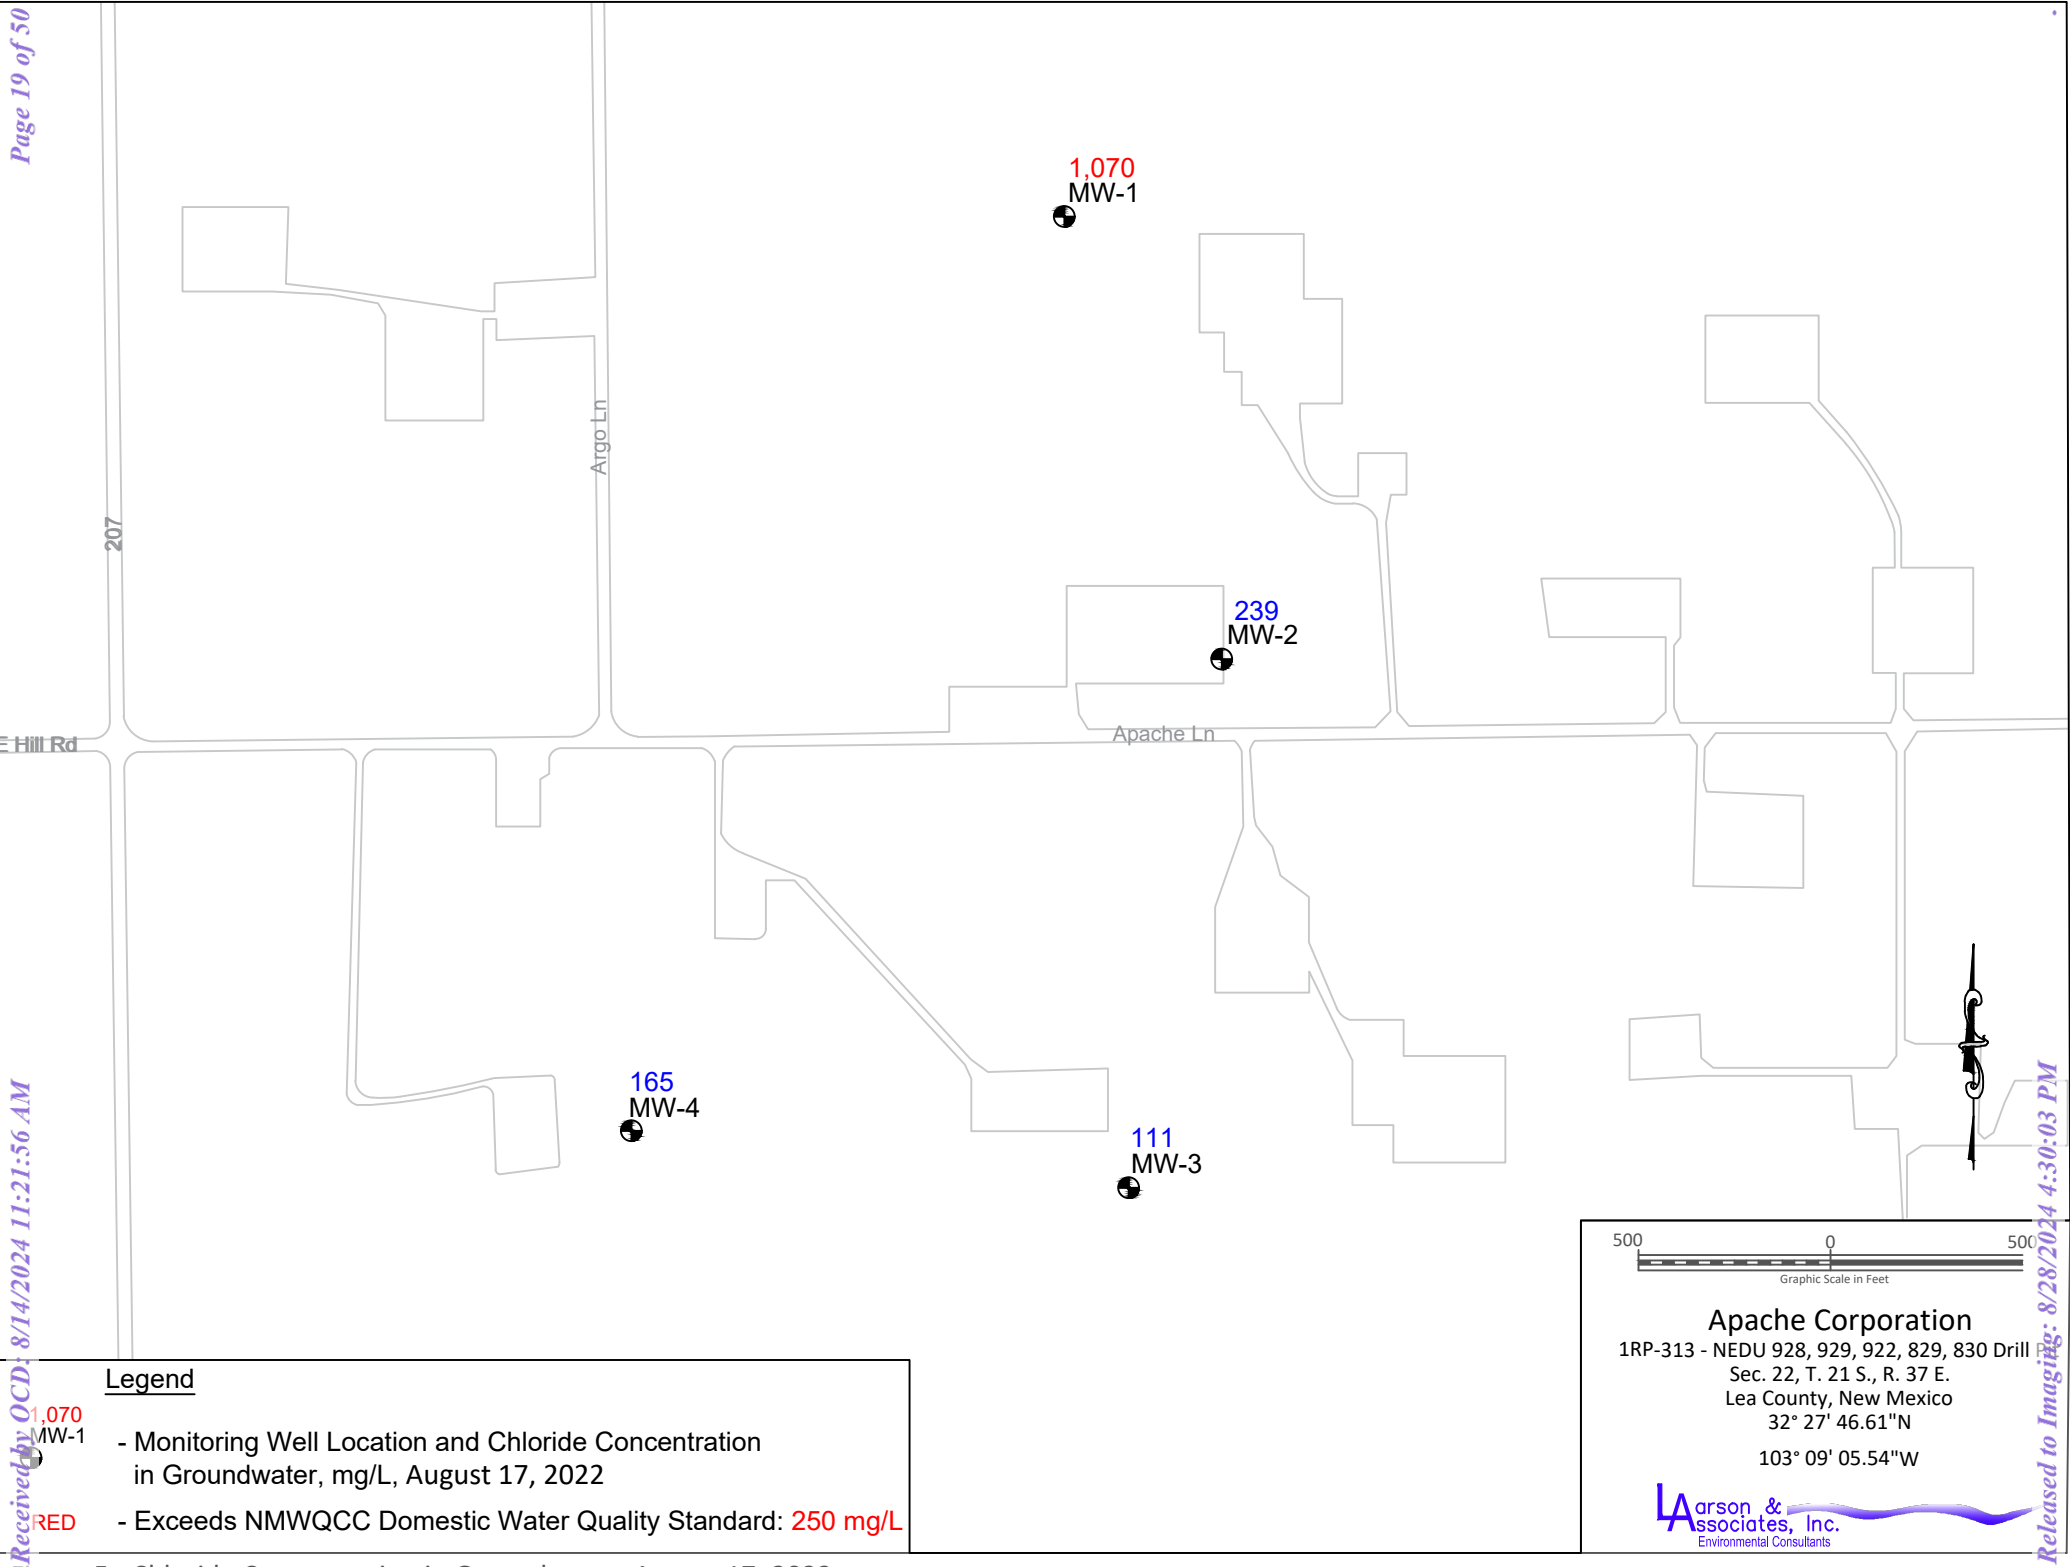 Page 19 of 50
1,070
MW-1
Argo Ln
207
239
MW-2
E Hill Rd
Apache Ln
165
MW-4
111
MW-3
Received by OCD: 8/14/2024 11:21:56 AM
Released to Imaging: 8/28/2024 4:30:03 PM
500 0 500
Graphic Scale in Feet
Apache Corporation
1RP-313 - NEDU 928, 929, 922, 829, 830 Drill
Sec. 22, T. 21 S., R. 37 E.
Lea County, New Mexico
32° 27' 46.61"N
103° 09' 05.54"W
Larson &
Associates, Inc.
Environmental Consultants
Legend
1,070
MW-1
- Monitoring Well Location and Chloride Concentration
in Groundwater, mg/L, August 17, 2022
RED - Exceeds NMWQCC Domestic Water Quality Standard: 250 mg/L